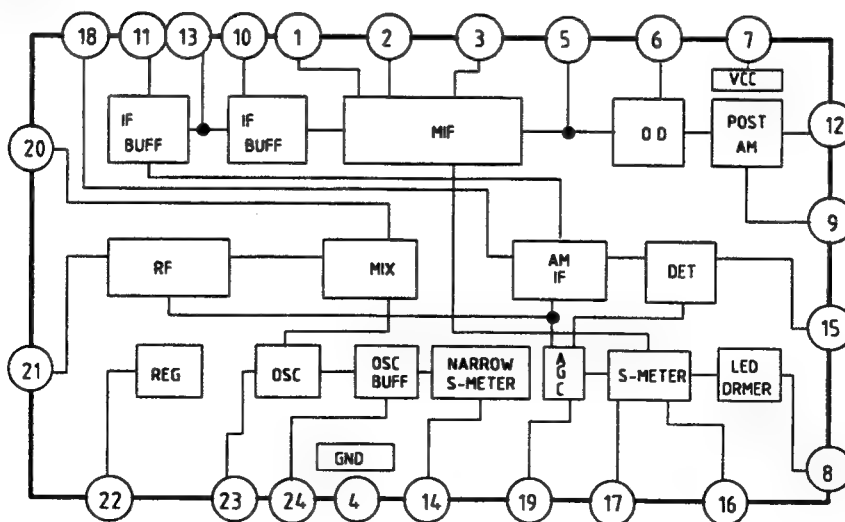 18 11 13 10 1 2 3 5 6 7
VCC
IF
BUFF
IF
BUFF
MIF
O D
POST
AM
12
20
9
RF
MIX
AM
IF
DET
15
21
REG
OSC
OSC
BUFF
NARROW
S-METER
A
G
C
S-METER
LED
DRMER
GND
8
22 23 24 4 14 19 17 16